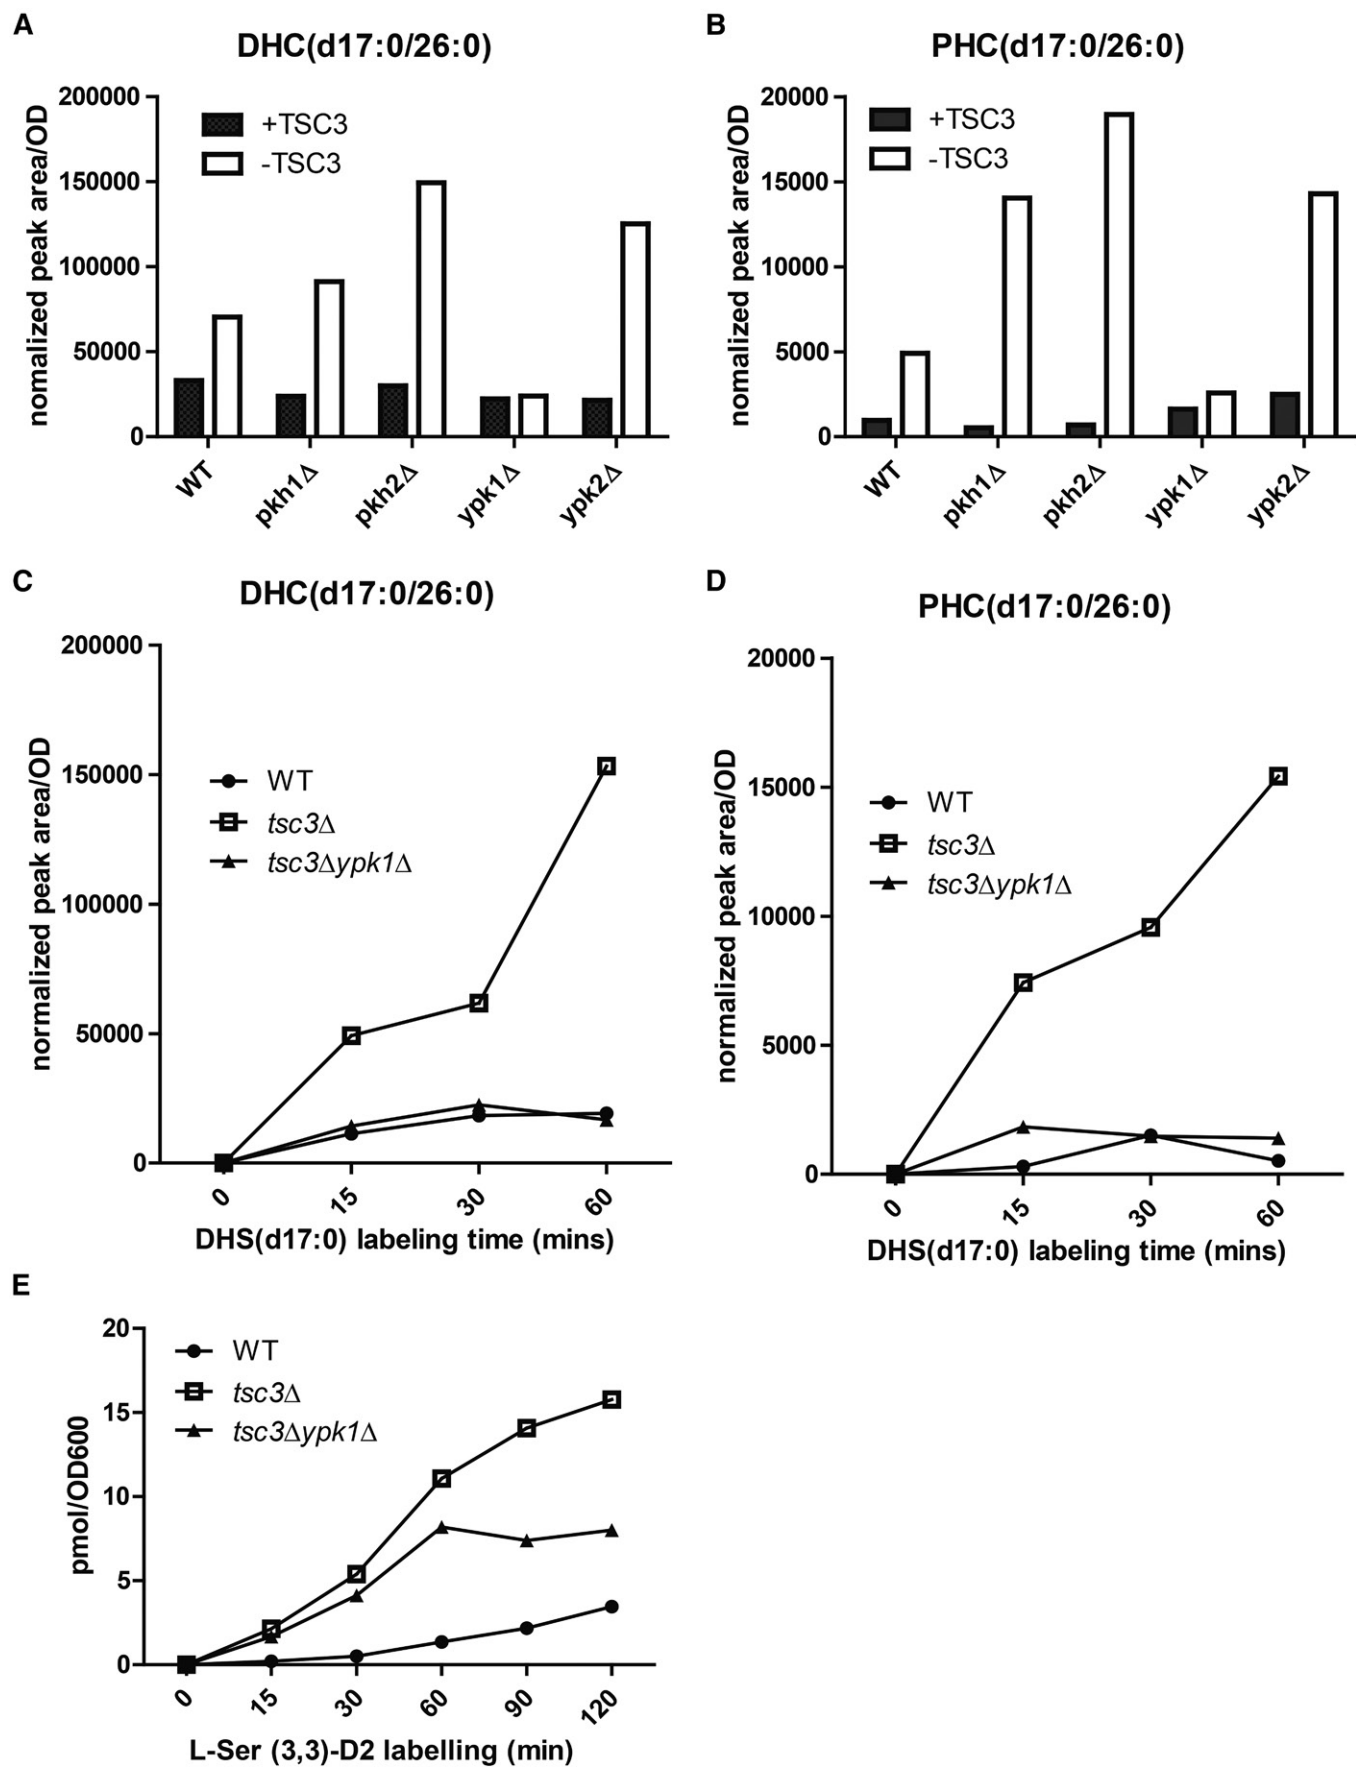 A
DHC(d17:0/26:0)
nomalized peak area/OD
200000
150000
100000
50000
0
+TSC3
-TSC3
WT
pkh1Δ
pkh2Δ
ypk1Δ
ypk2Δ
B
PHC(d17:0/26:0)
nomalized peak area/OD
20000
15000
10000
5000
0
+TSC3
-TSC3
WT
pkh1Δ
pkh2Δ
ypk1Δ
ypk2Δ
C
DHC(d17:0/26:0)
normalized peak area/OD
200000
150000
100000
50000
0
WT
tsc3Δ
tsc3Δypk1Δ
0
15
30
60
DHS(d17:0) labeling time (mins)
D
PHC(d17:0/26:0)
normalized peak area/OD
20000
15000
10000
5000
0
WT
tsc3Δ
tsc3Δypk1Δ
0
15
30
60
DHS(d17:0) labeling time (mins)
E
pmol/OD600
20
15
10
5
0
WT
tsc3Δ
tsc3Δypk1Δ
0
15
30
60
90
120
L-Ser (3,3)-D2 labelling (min)